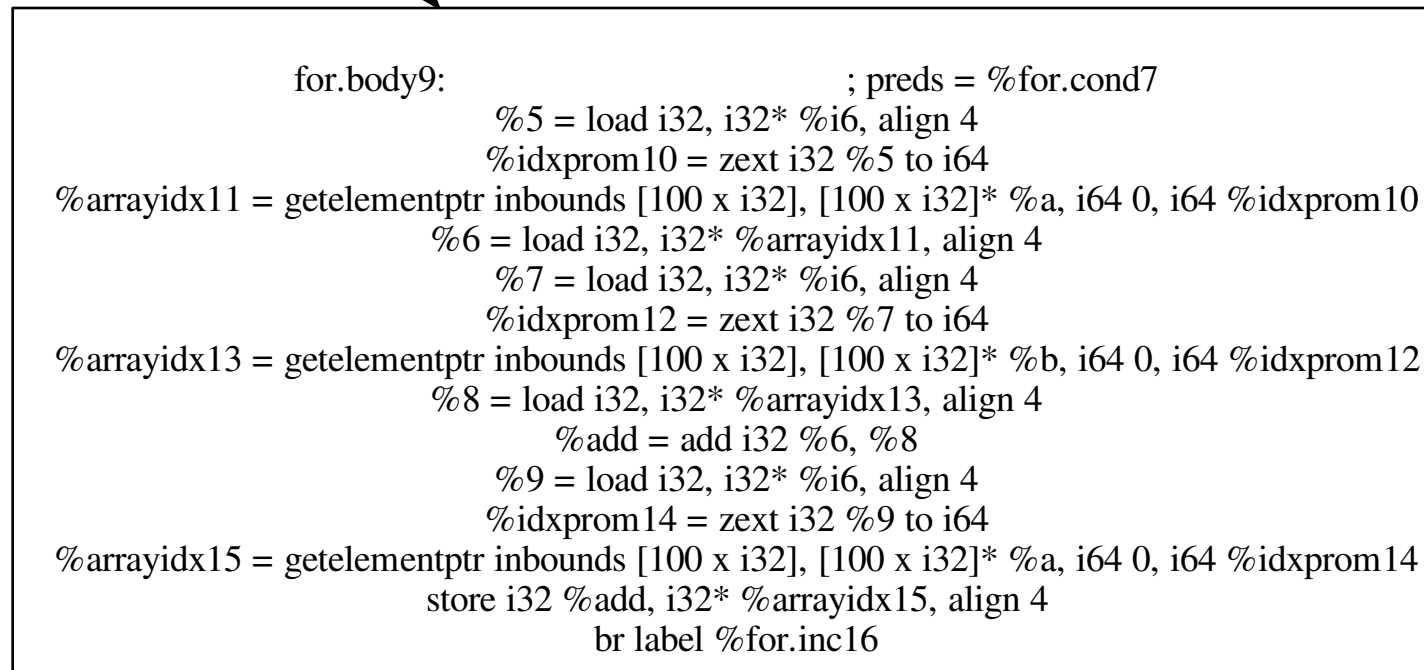 for.body9: ; preds = %for.cond7
%5 = load i32, i32* %i6, align 4
%idxprom10 = zext i32 %5 to i64
%arrayidx11 = getelementptr inbounds [100 x i32], [100 x i32]* %a, i64 0, i64 %idxprom10
%6 = load i32, i32* %arrayidx11, align 4
%7 = load i32, i32* %i6, align 4
%idxprom12 = zext i32 %7 to i64
%arrayidx13 = getelementptr inbounds [100 x i32], [100 x i32]* %b, i64 0, i64 %idxprom12
%8 = load i32, i32* %arrayidx13, align 4
%add = add i32 %6, %8
%9 = load i32, i32* %i6, align 4
%idxprom14 = zext i32 %9 to i64
%arrayidx15 = getelementptr inbounds [100 x i32], [100 x i32]* %a, i64 0, i64 %idxprom14
store i32 %add, i32* %arrayidx15, align 4
br label %for.inc16